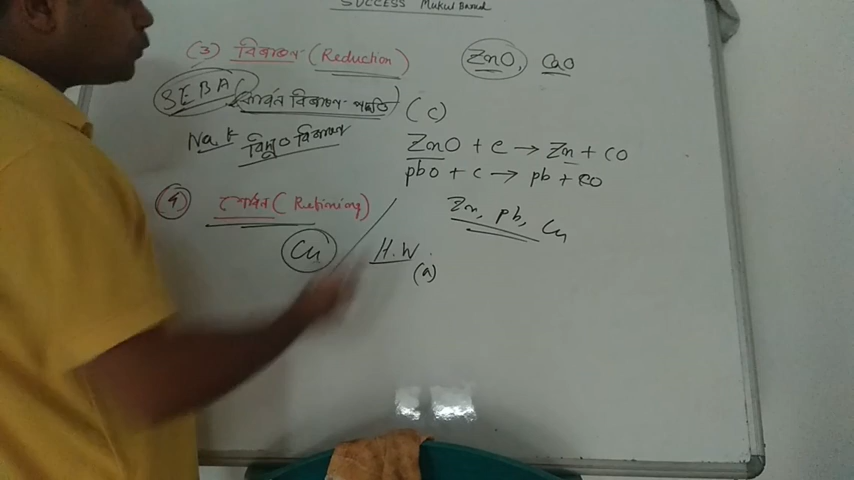 SUCCESS Mukul Barad
(3) বিজারণ (Reduction)
ZnO, CaO
SEBA (কার্বন বিজারণ পদ্ধতি)
(C)
Na K বিদ্যুৎ বিজারণ
ZnO + C → Zn + CO
PbO + C → Pb + CO
(4) শোধন (Refining)
Zn, Pb, Cu
Cu
H.W.
(a)